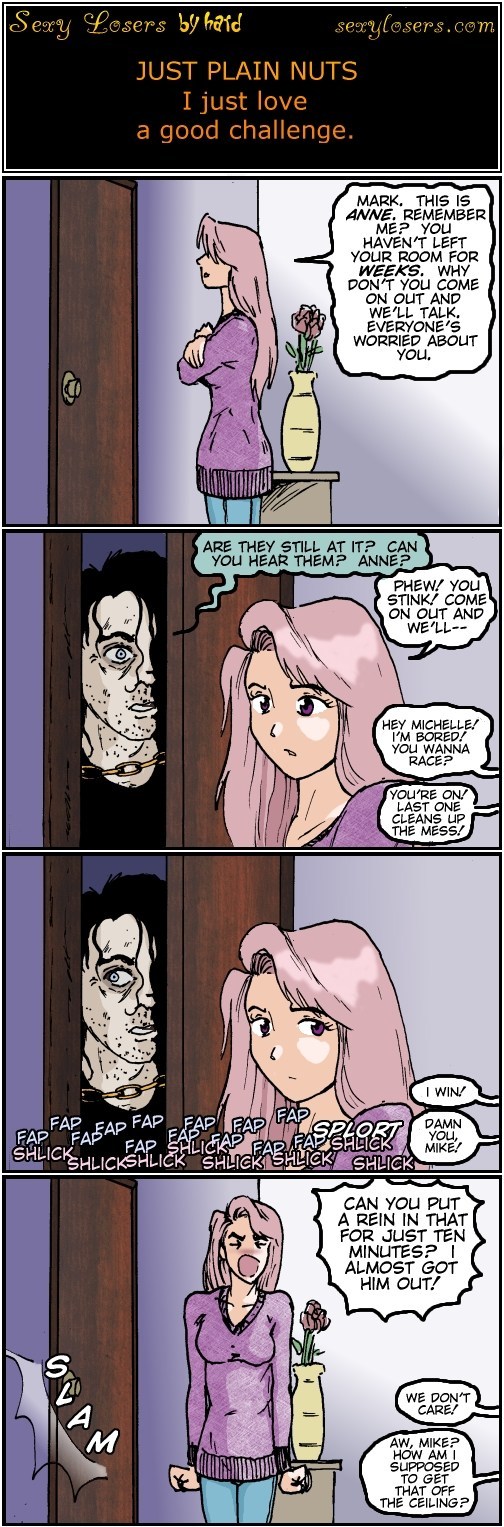 Sexy Losers by hard
sexylosers.com
JUST PLAIN NUTS
I just love
a good challenge.
MARK. THIS IS
ANNE. REMEMBER
ME? YOU
HAVEN'T LEFT
YOUR ROOM FOR
WEEKS. WHY
DON'T YOU COME
ON OUT AND
WE'LL TALK.
EVERYONE'S
WORRIED ABOUT
YOU.
ARE THEY STILL AT IT? CAN
YOU HEAR THEM? ANNE?
PHEW! YOU
STINK! COME
ON OUT AND
WE'LL--
HEY MICHELLE!
I'M BORED!
YOU WANNA
RACE?
YOU'RE ON!
LAST ONE
CLEANS UP
THE MESS!
FAP FAP FAP FAP FAP FAP FAP
FAP FAP FAP FAP FAP FAP FAP
SPLORT
SHLICK SHLICK SHLICK SHLICK SHLICK SHLICK SHLICK SHLICK
I WIN!
DAMN
YOU,
MIKE!
CAN YOU PUT
A REIN IN THAT
FOR JUST TEN
MINUTES? I
ALMOST GOT
HIM OUT!
SLAM
WE DON'T
CARE!
AW, MIKE?
HOW AM I
SUPPOSED
TO GET
THAT OFF
THE CEILING?